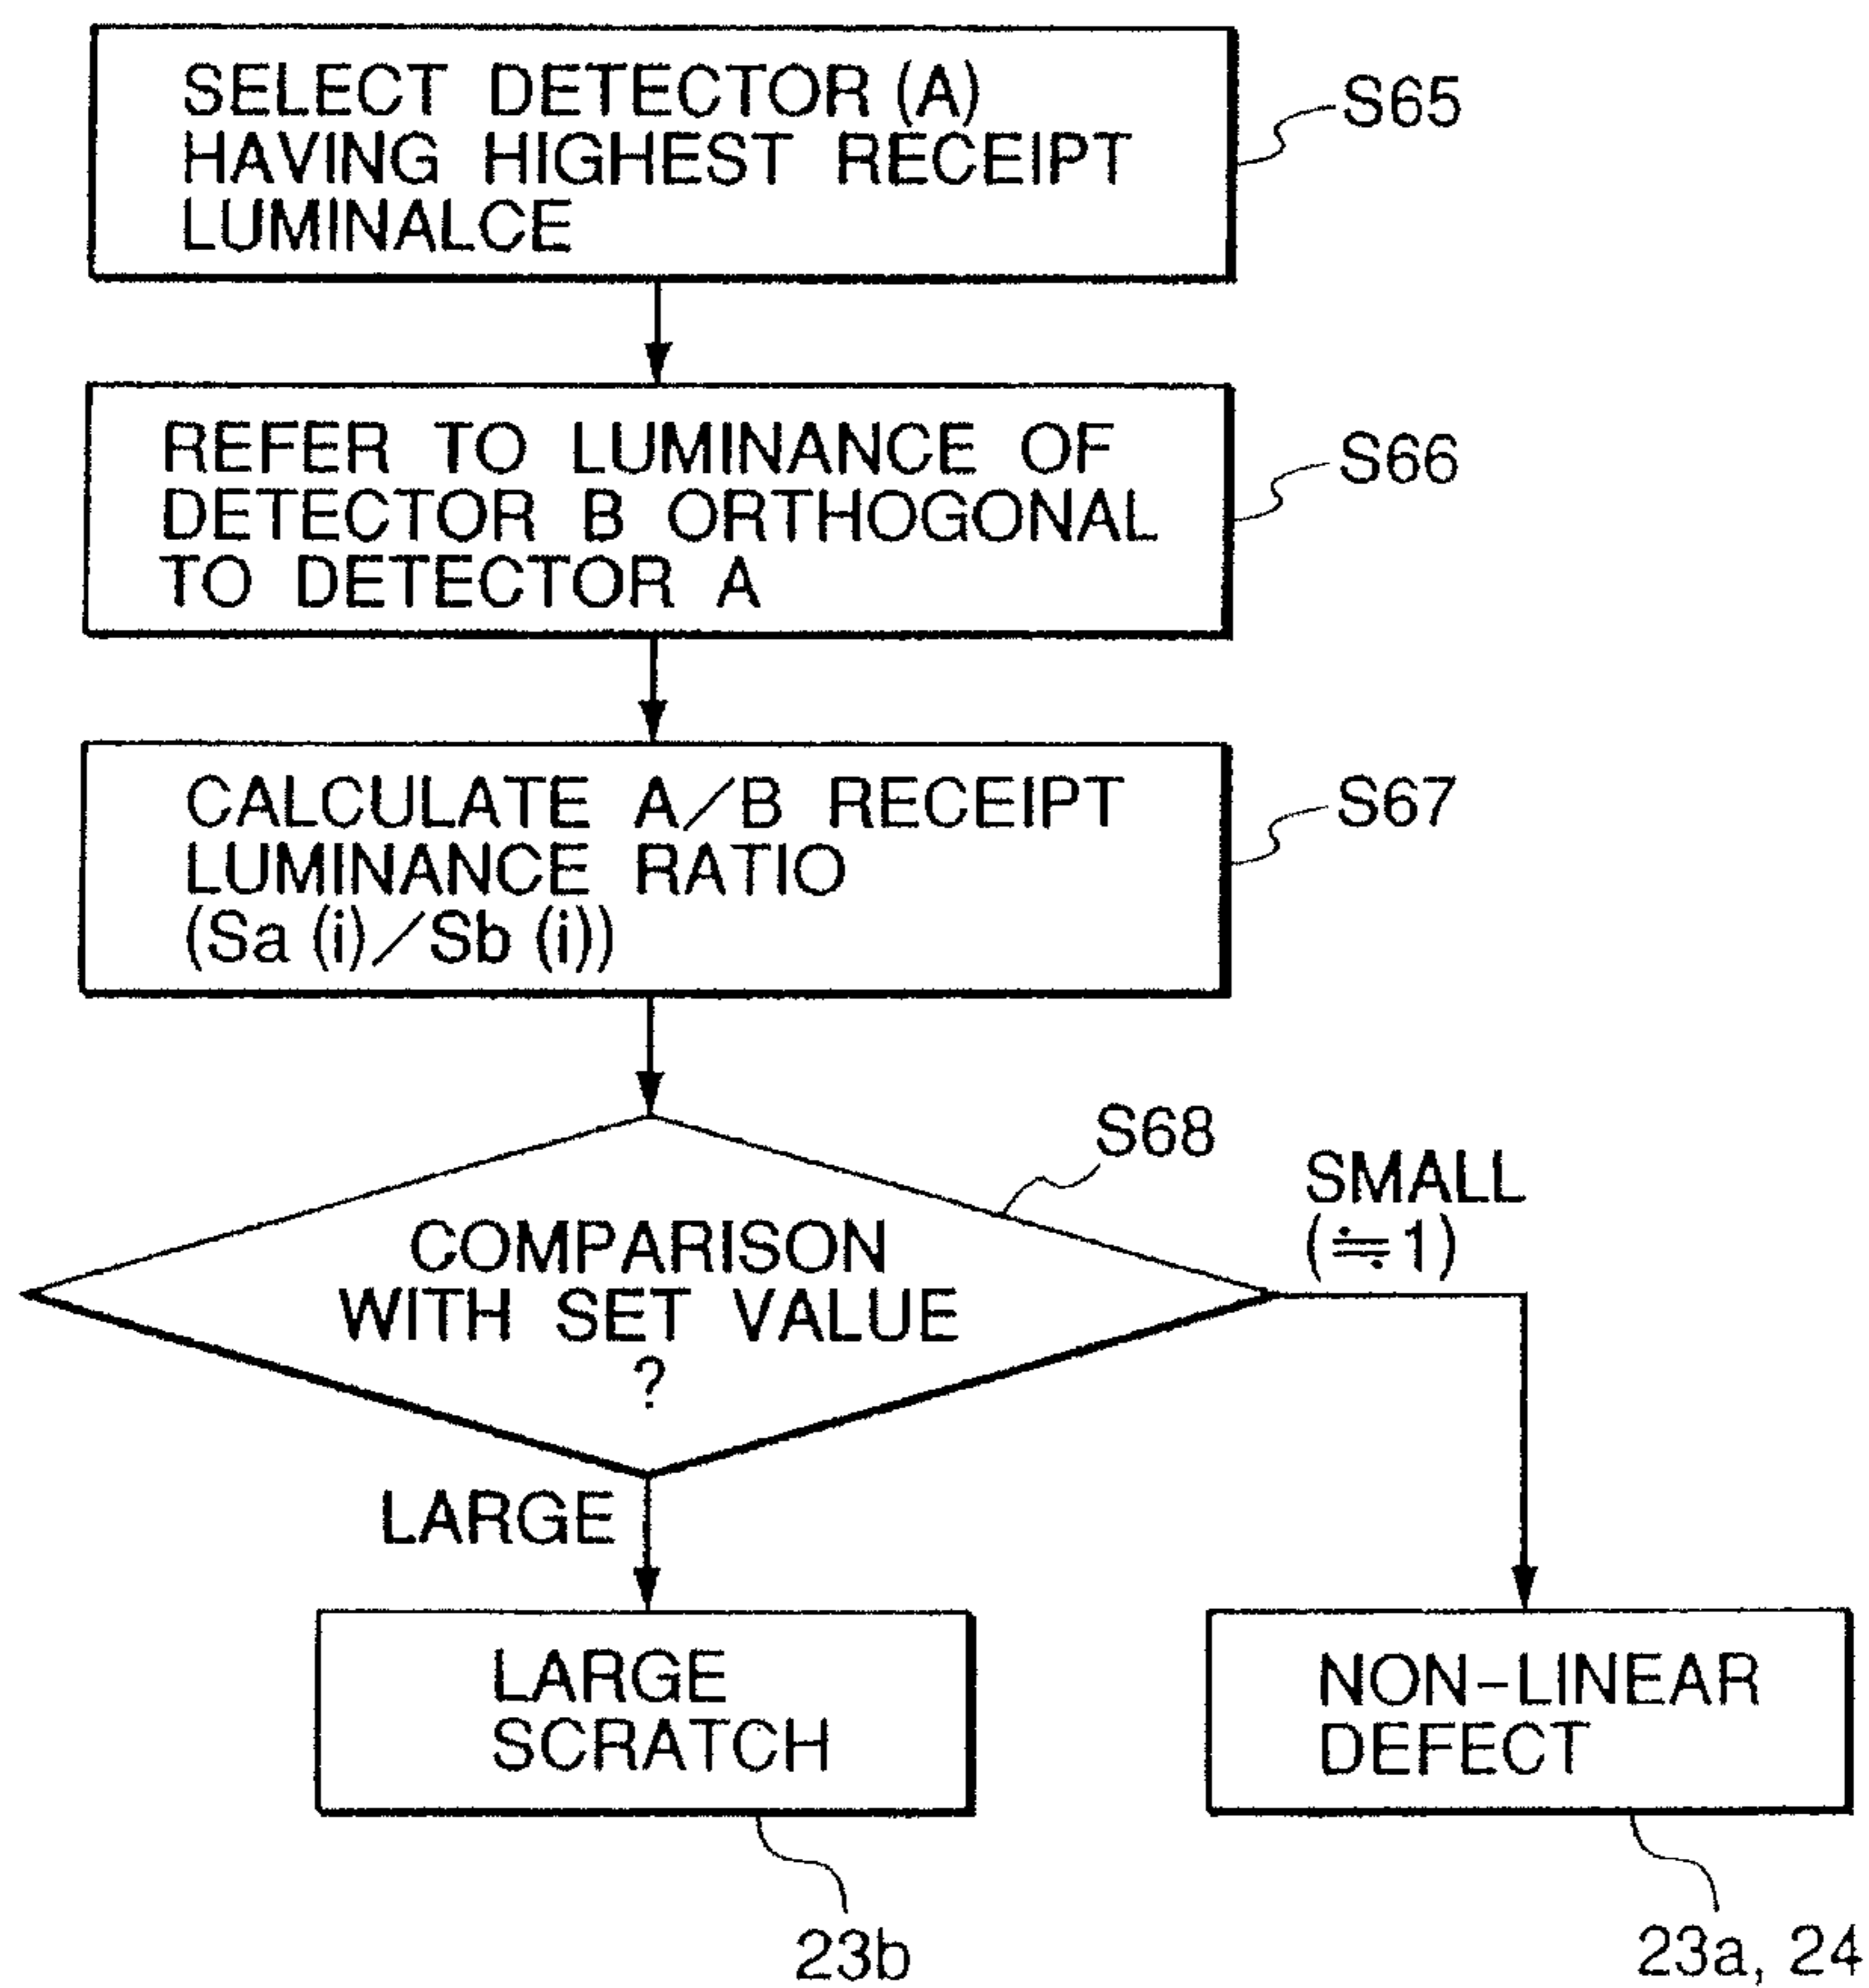 SELECT DETECTOR (A)
HAVING HIGHEST RECEIPT
LUMINALCE
S65
REFER TO LUMINANCE OF
DETECTOR B ORTHOGONAL
TO DETECTOR A
S66
CALCULATE A/B RECEIPT
LUMINANCE RATIO
(Sa (i)/Sb (i))
S67
S68
COMPARISON
WITH SET VALUE
?
SMALL
(≒1)
LARGE
LARGE
SCRATCH
NON-LINEAR
DEFECT
23b
23a, 24